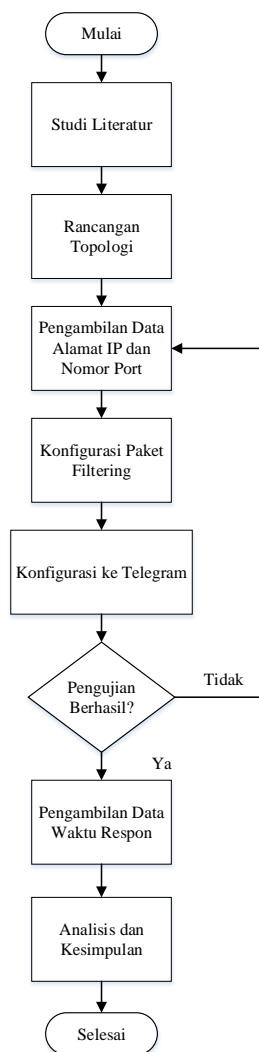 Mulai
Studi Literatur
Rancangan
Topologi
Pengambilan Data
Alamat IP dan
Nomor Port
Konfigurasi Paket
Filtering
Konfigurasi ke Telegram
Pengujian
Berhasil?
Tidak
Ya
Pengambilan Data
Waktu Respon
Analisis dan
Kesimpulan
Selesai